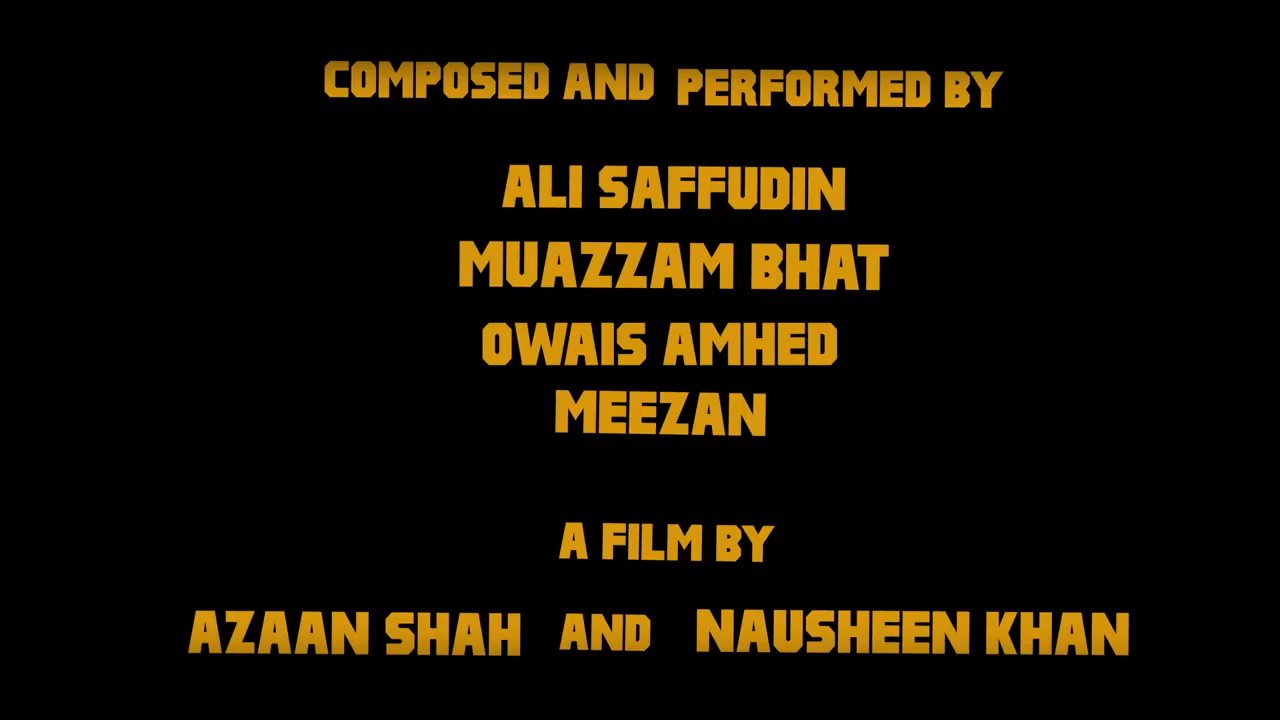 COMPOSED AND PERFORMED BY
ALI SAFFUDIN
MUAZZAM BHAT
OWAIS AMHED
MEEZAN
A FILM BY
AZAAN SHAH AND NAUSHEEN KHAN